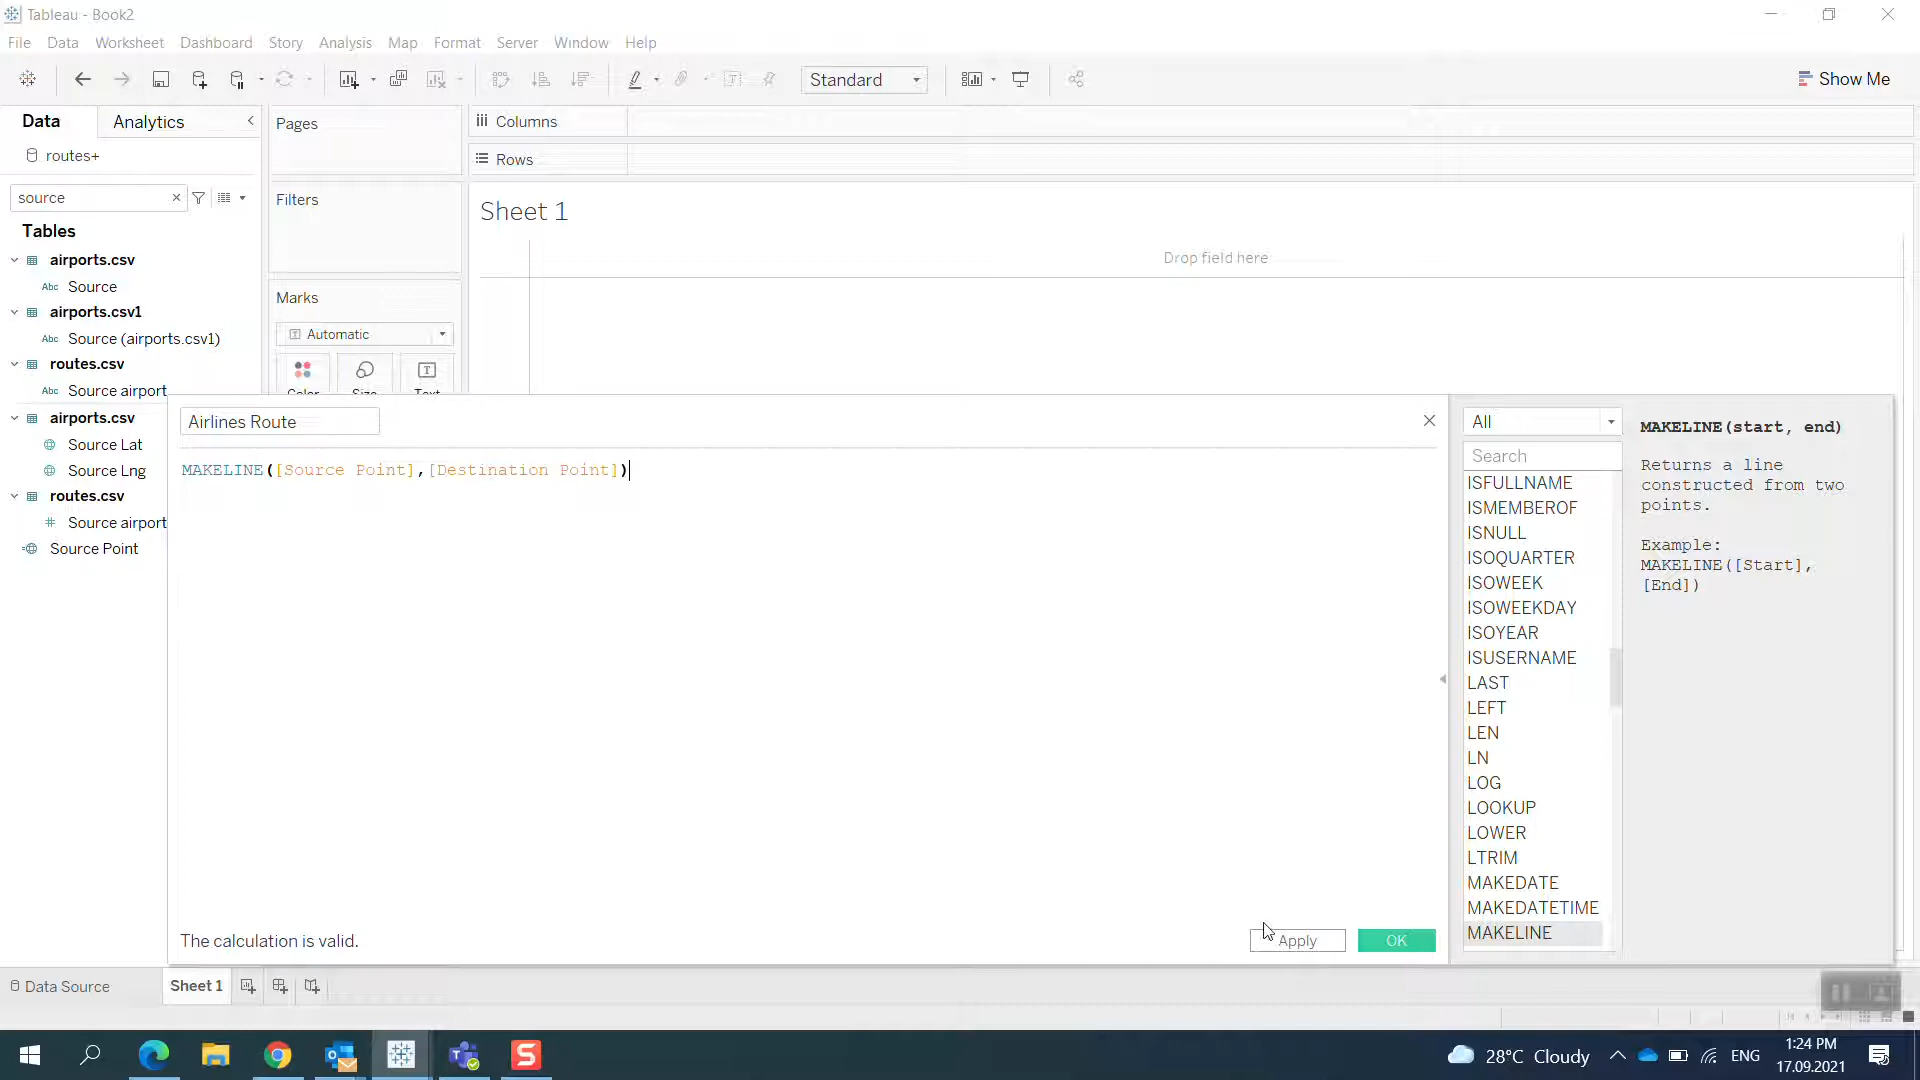 Tableau - Book2
File Data Worksheet Dashboard Story Analysis Map Format Server Window Help
Standard
Show Me
Data
Analytics
routes+
source
Tables
airports.csv
Abc Source
airports.csv1
Abc Source (airports.csv1)
routes.csv
Abc Source airport
airports.csv
Source Lat
Source Lng
routes.csv
# Source airport
Source Point
Pages
Filters
Marks
Automatic
Color
Size
Text
Columns
Rows
Sheet 1
Drop field here
Airlines Route
MAKELINE([Source Point],[Destination Point])
The calculation is valid.
Apply
OK
All
Search
ISFULLNAME
ISMEMBEROF
ISNULL
ISOQUARTER
ISOWEEK
ISOWEEKDAY
ISOYEAR
ISUSERNAME
LAST
LEFT
LEN
LN
LOG
LOOKUP
LOWER
LTRIM
MAKEDATE
MAKEDATETIME
MAKELINE
MAKELINE(start, end)
Returns a line
constructed from two
points.
Example:
MAKELINE([Start],
[End])
Data Source
Sheet 1
28°C Cloudy
ENG
1:24 PM
17.09.2021